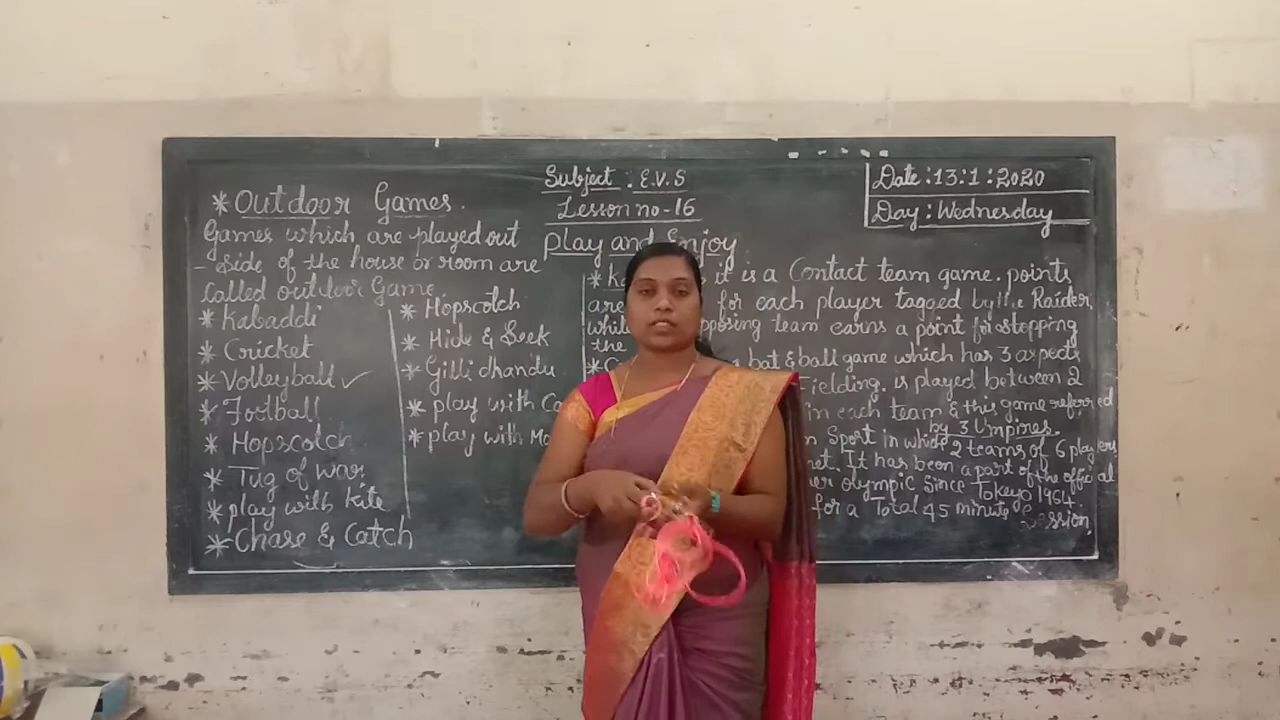 Subject : E.V.S
Lesson no-16
Play and Enjoy
Date : 13:1:2020
Day : Wednesday
* Outdoor Games.
Games which are played out
- side of the house or room are
called outdoor Game.
* Kabaddi
* Cricket
* Volleyball ✓
* Football
* Hopscotch
* Tug of war
* play with kite
* Chase & Catch
* Hopscotch
* Hide & Seek
* Gilli dhandu
* play with
* play with
* it is a Contact team game. points
are for each player tagged by the Raider,
while opposing team earns a point for stopping
the
* bat & ball game which has 3 aspects
Fielding. is played between 2
in each team & this game referred
by 3 Umpires.
Sport in which 2 teams of 6 players
net. It has been a part of the official
olympic Since Tokeyo 1964
for a Total 45 minute
session,